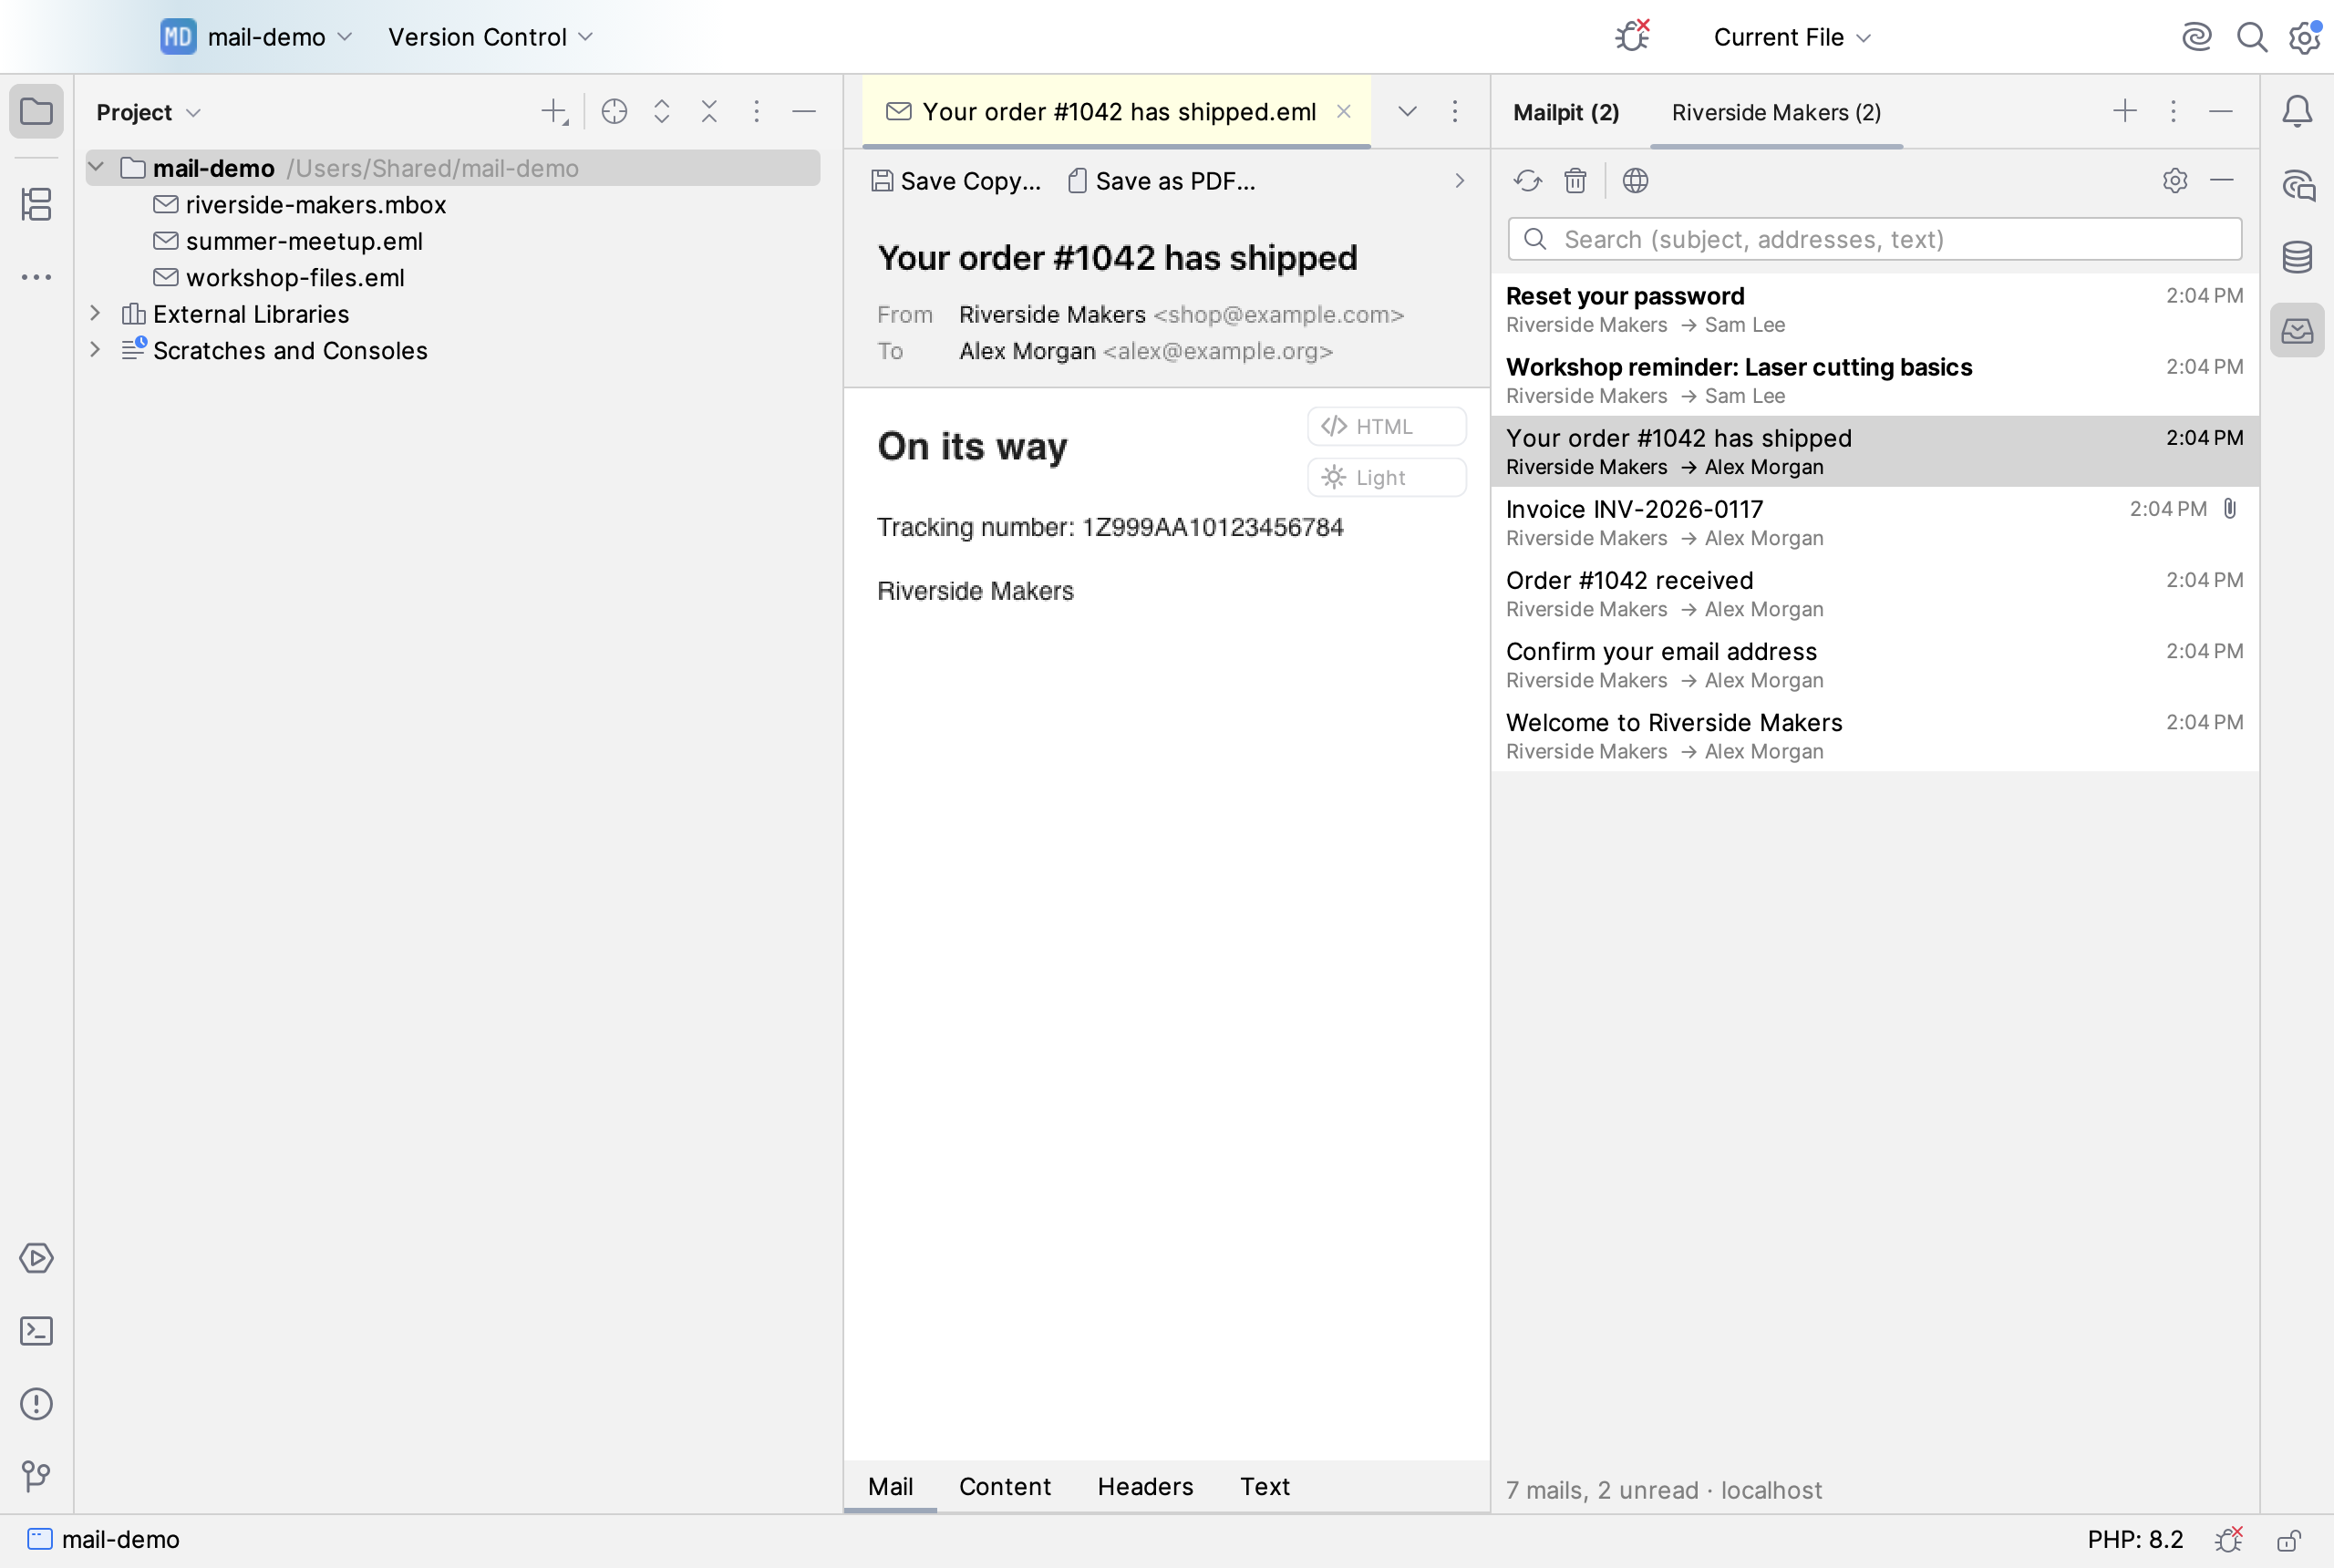 MD mail-demo Version Control Current File
Project
mail-demo /Users/Shared/mail-demo
riverside-makers.mbox
summer-meetup.eml
workshop-files.eml
External Libraries
Scratches and Consoles
Your order #1042 has shipped.eml
Save Copy... Save as PDF...
Your order #1042 has shipped
From Riverside Makers <shop@example.com>
To Alex Morgan <alex@example.org>
HTML
On its way
Light
Tracking number: 1Z999AA10123456784
Riverside Makers
Mail Content Headers Text
Mailpit (2) Riverside Makers (2)
Search (subject, addresses, text)
Reset your password 2:04 PM
Riverside Makers → Sam Lee
Workshop reminder: Laser cutting basics 2:04 PM
Riverside Makers → Sam Lee
Your order #1042 has shipped 2:04 PM
Riverside Makers → Alex Morgan
Invoice INV-2026-0117 2:04 PM
Riverside Makers → Alex Morgan
Order #1042 received 2:04 PM
Riverside Makers → Alex Morgan
Confirm your email address 2:04 PM
Riverside Makers → Alex Morgan
Welcome to Riverside Makers 2:04 PM
Riverside Makers → Alex Morgan
7 mails, 2 unread · localhost
mail-demo PHP: 8.2